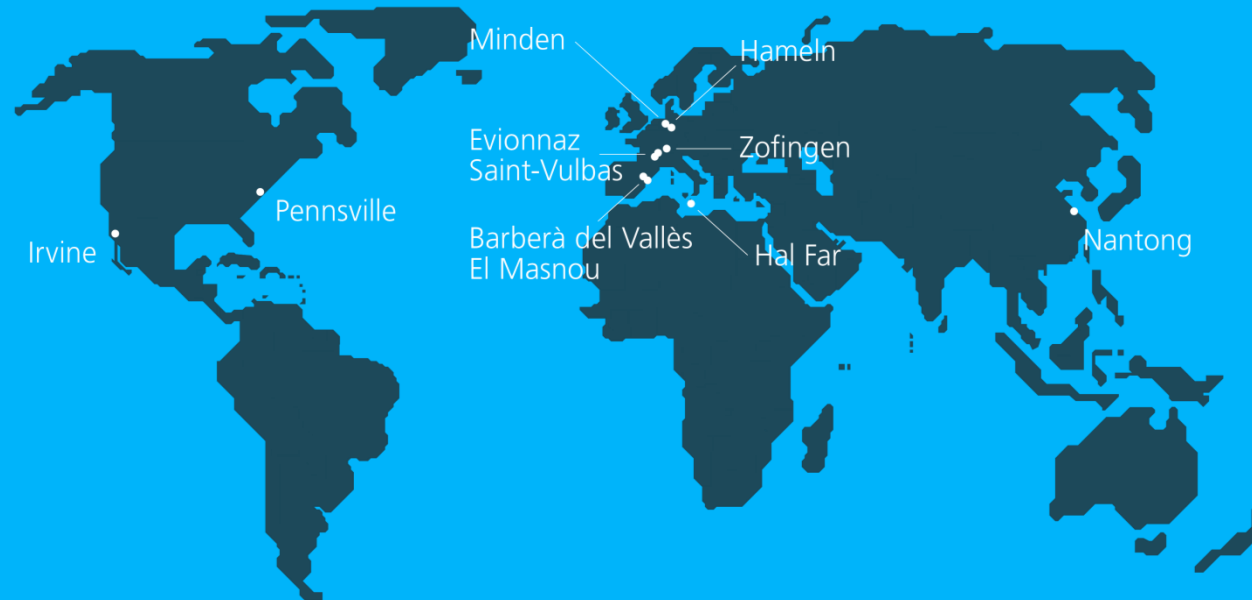 Minden
Hameln
Evionnaz
Saint-Vulbas
Zofingen
Pennsville
Irvine
Barberà del Vallès
El Masnou
Hal Far
Nantong